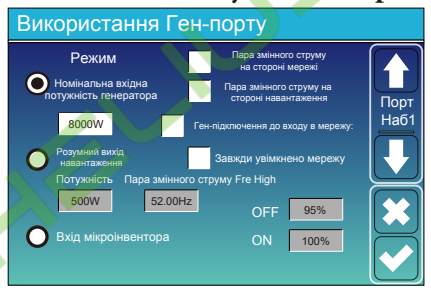 Використання Ген-порту
Режим
Пара змінного струму
на стороні мережі
Номінальна вхідна
потужність генератора
Пара змінного струму на
стороні навантаження
Порт
Наб1
8000W
Ген-підключення до входу в мережу:
Розумний вихід
навантаження
Завжди увімкнено мережу
Потужність Пара змінного струму Fre High
500W 52.00Hz
OFF 95%
Вхід мікроінвентора
ON 100%